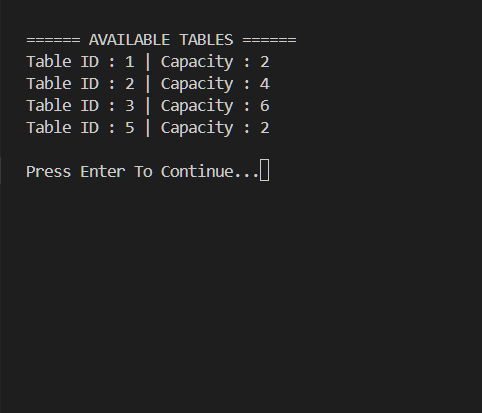 ====== AVAILABLE TABLES ======
Table ID : 1 | Capacity : 2
Table ID : 2 | Capacity : 4
Table ID : 3 | Capacity : 6
Table ID : 5 | Capacity : 2
Press Enter To Continue...